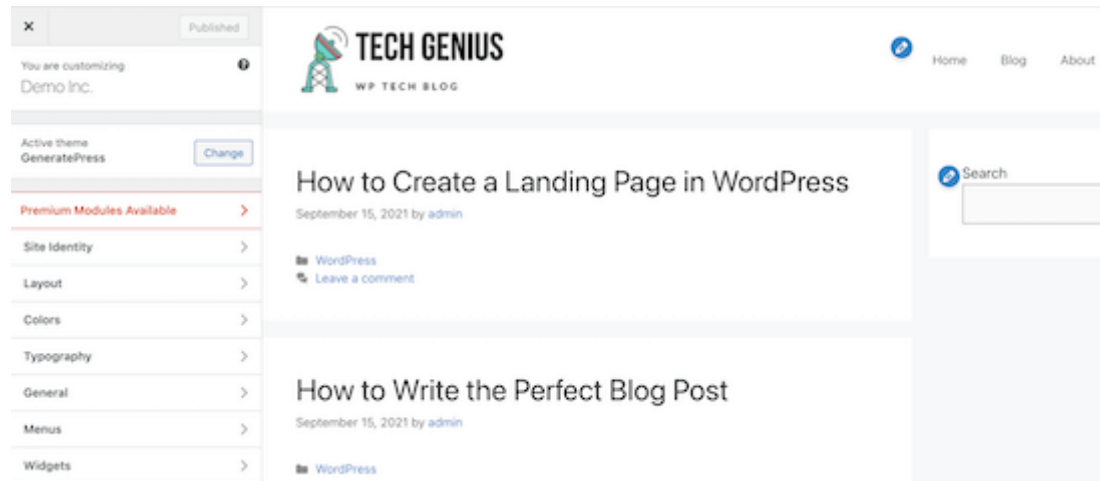 Published
You are customizing
Demo Inc.
Active theme
GeneratePress
Change
Premium Modules Available
Site Identity
Layout
Colors
Typography
General
Menus
Widgets
TECH GENIUS
WP TECH BLOG
Home Blog About
How to Create a Landing Page in WordPress
September 15, 2021 by admin
WordPress
Leave a comment
How to Write the Perfect Blog Post
September 15, 2021 by admin
WordPress
Search